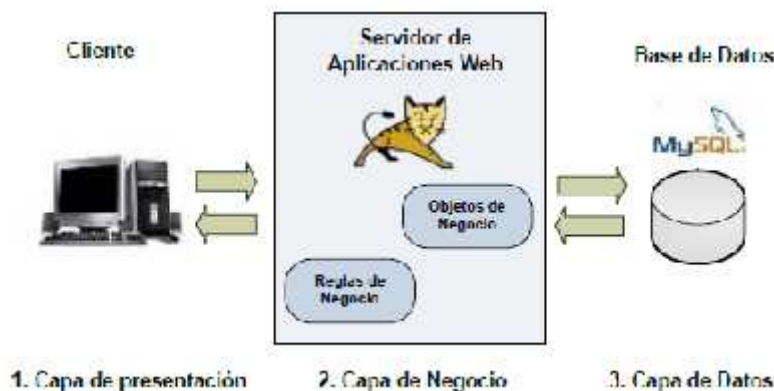 Cliente
Servidor de
Aplicaciones Web
Base de Datos
MySQL
Objetos de
Negocio
Reglas de
Negocio
1. Capa de presentación
2. Capa de Negocio
3. Capa de Datos